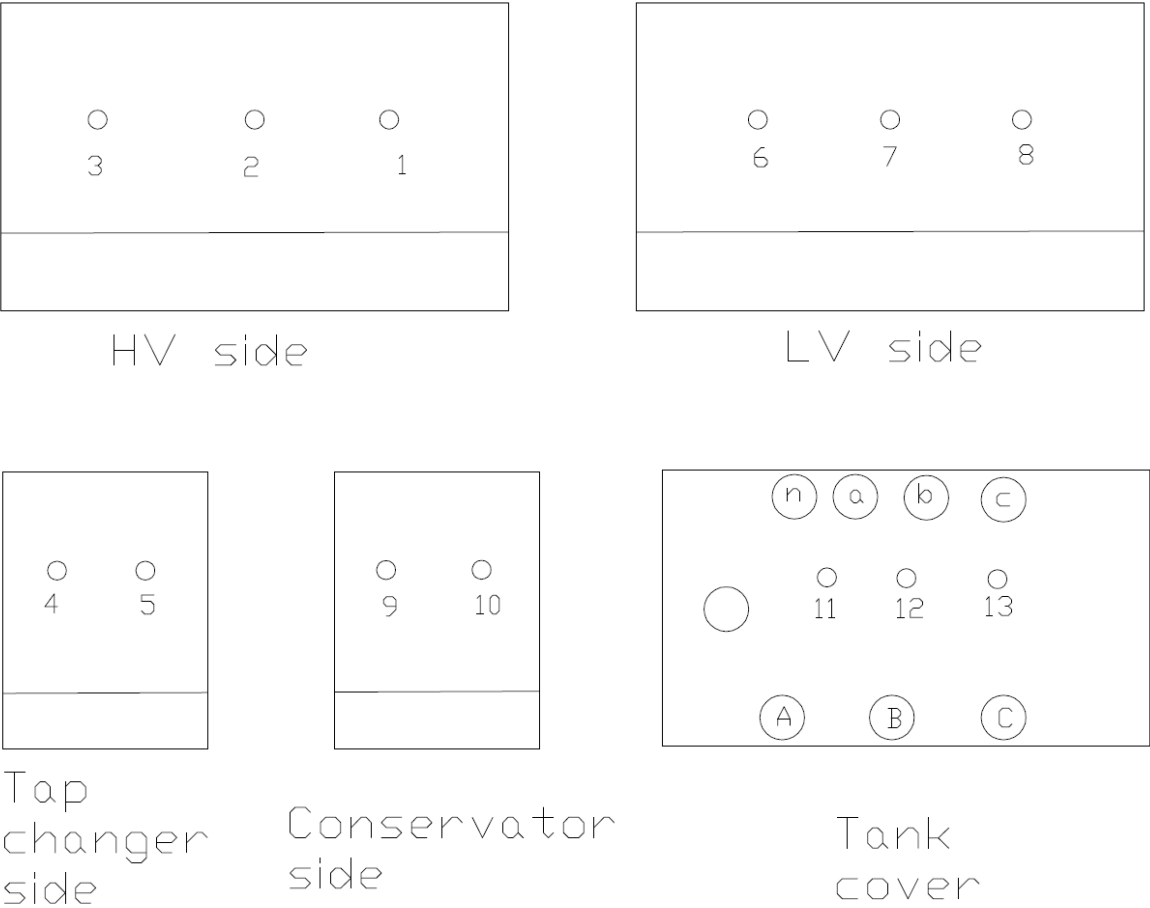 3 2 1
6 7 8
HV side
LV side
4 5
9 10
n a b c
11 12 13
A B C
Tap
changer
side
Conservator
side
Tank
cover